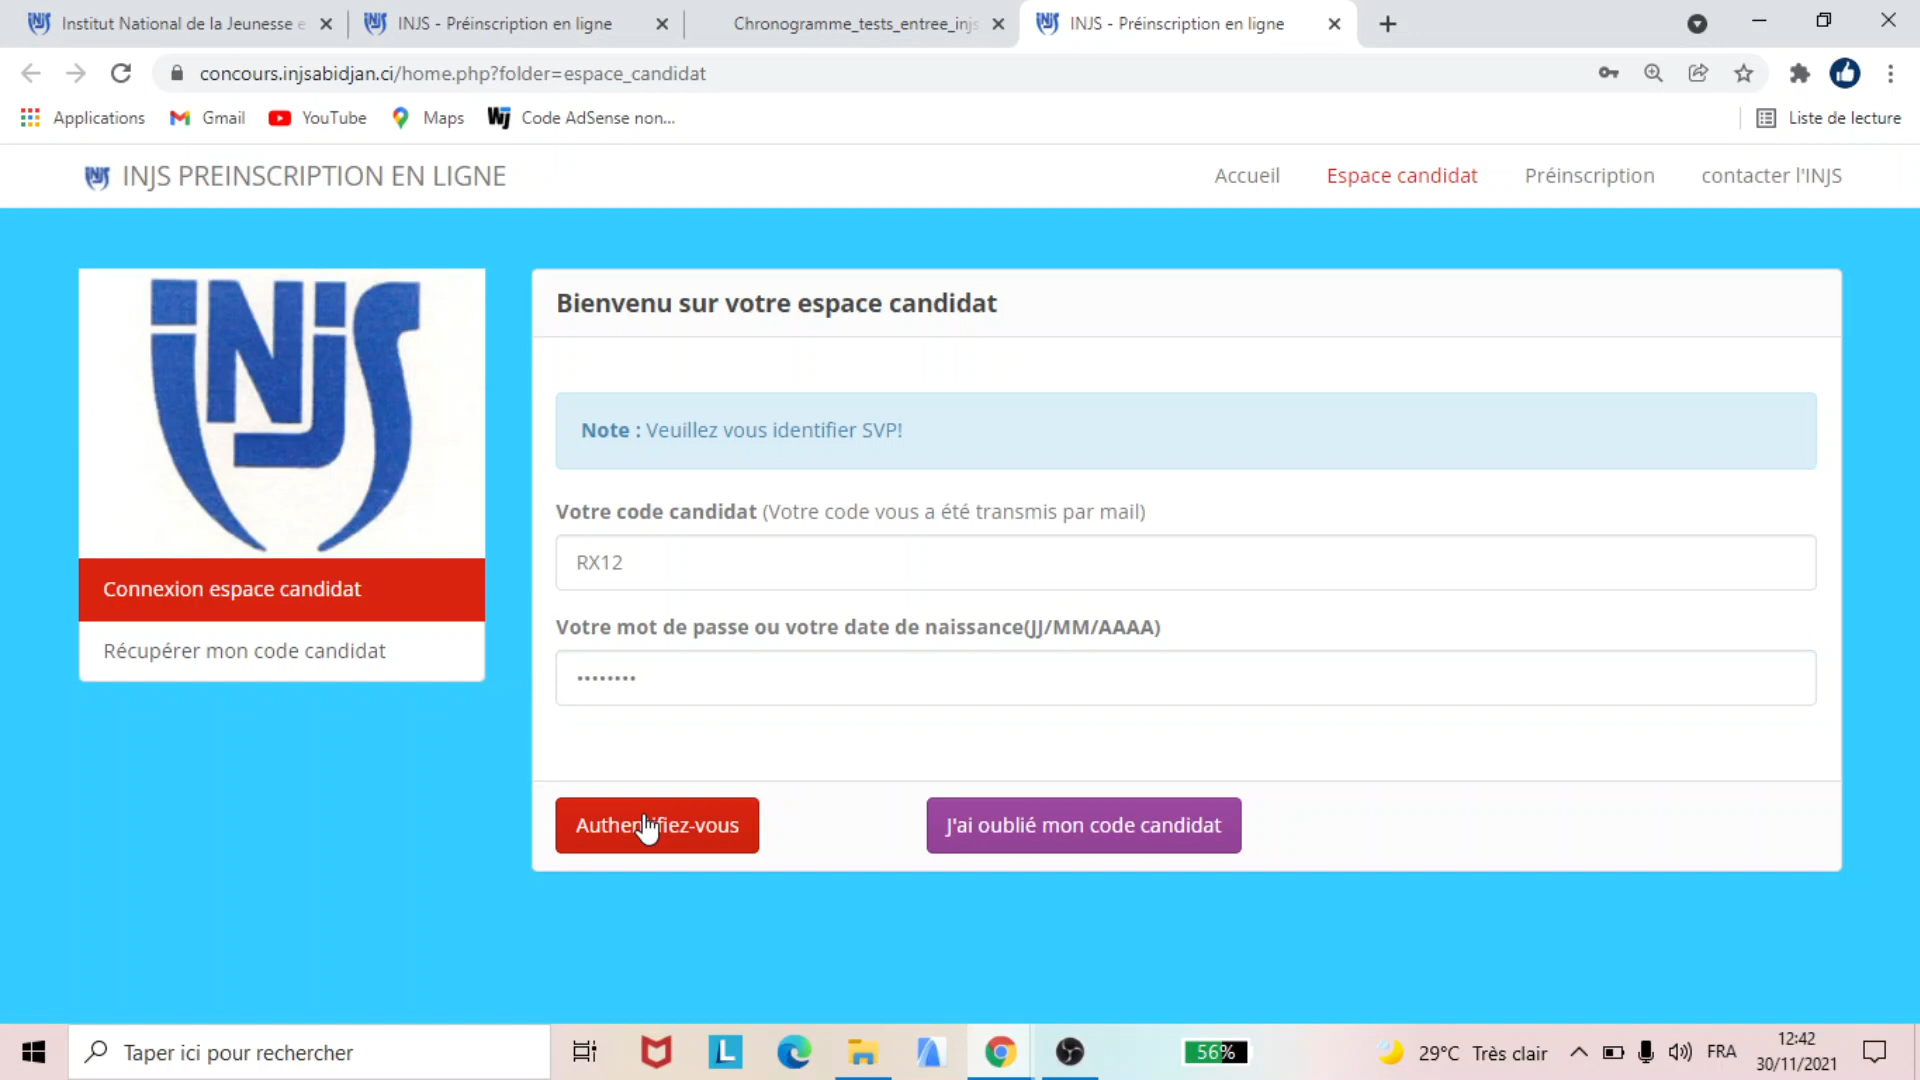 Institut National de la Jeunesse e
INJS - Préinscription en ligne
Chronogramme_tests_entree_injs
INJS - Préinscription en ligne
concours.injsabidjan.ci/home.php?folder=espace_candidat
Applications
Gmail
YouTube
Maps
Code AdSense non...
Liste de lecture
INJS PREINSCRIPTION EN LIGNE
Accueil
Espace candidat
Préinscription
contacter l'INJS
INJS
Connexion espace candidat
Récupérer mon code candidat
Bienvenu sur votre espace candidat
Note : Veuillez vous identifier SVP!
Votre code candidat (Votre code vous a été transmis par mail)
RX12
Votre mot de passe ou votre date de naissance(JJ/MM/AAAA)
••••••••
Authentifiez-vous
J'ai oublié mon code candidat
Taper ici pour rechercher
56%
29°C Très clair
FRA
12:42
30/11/2021